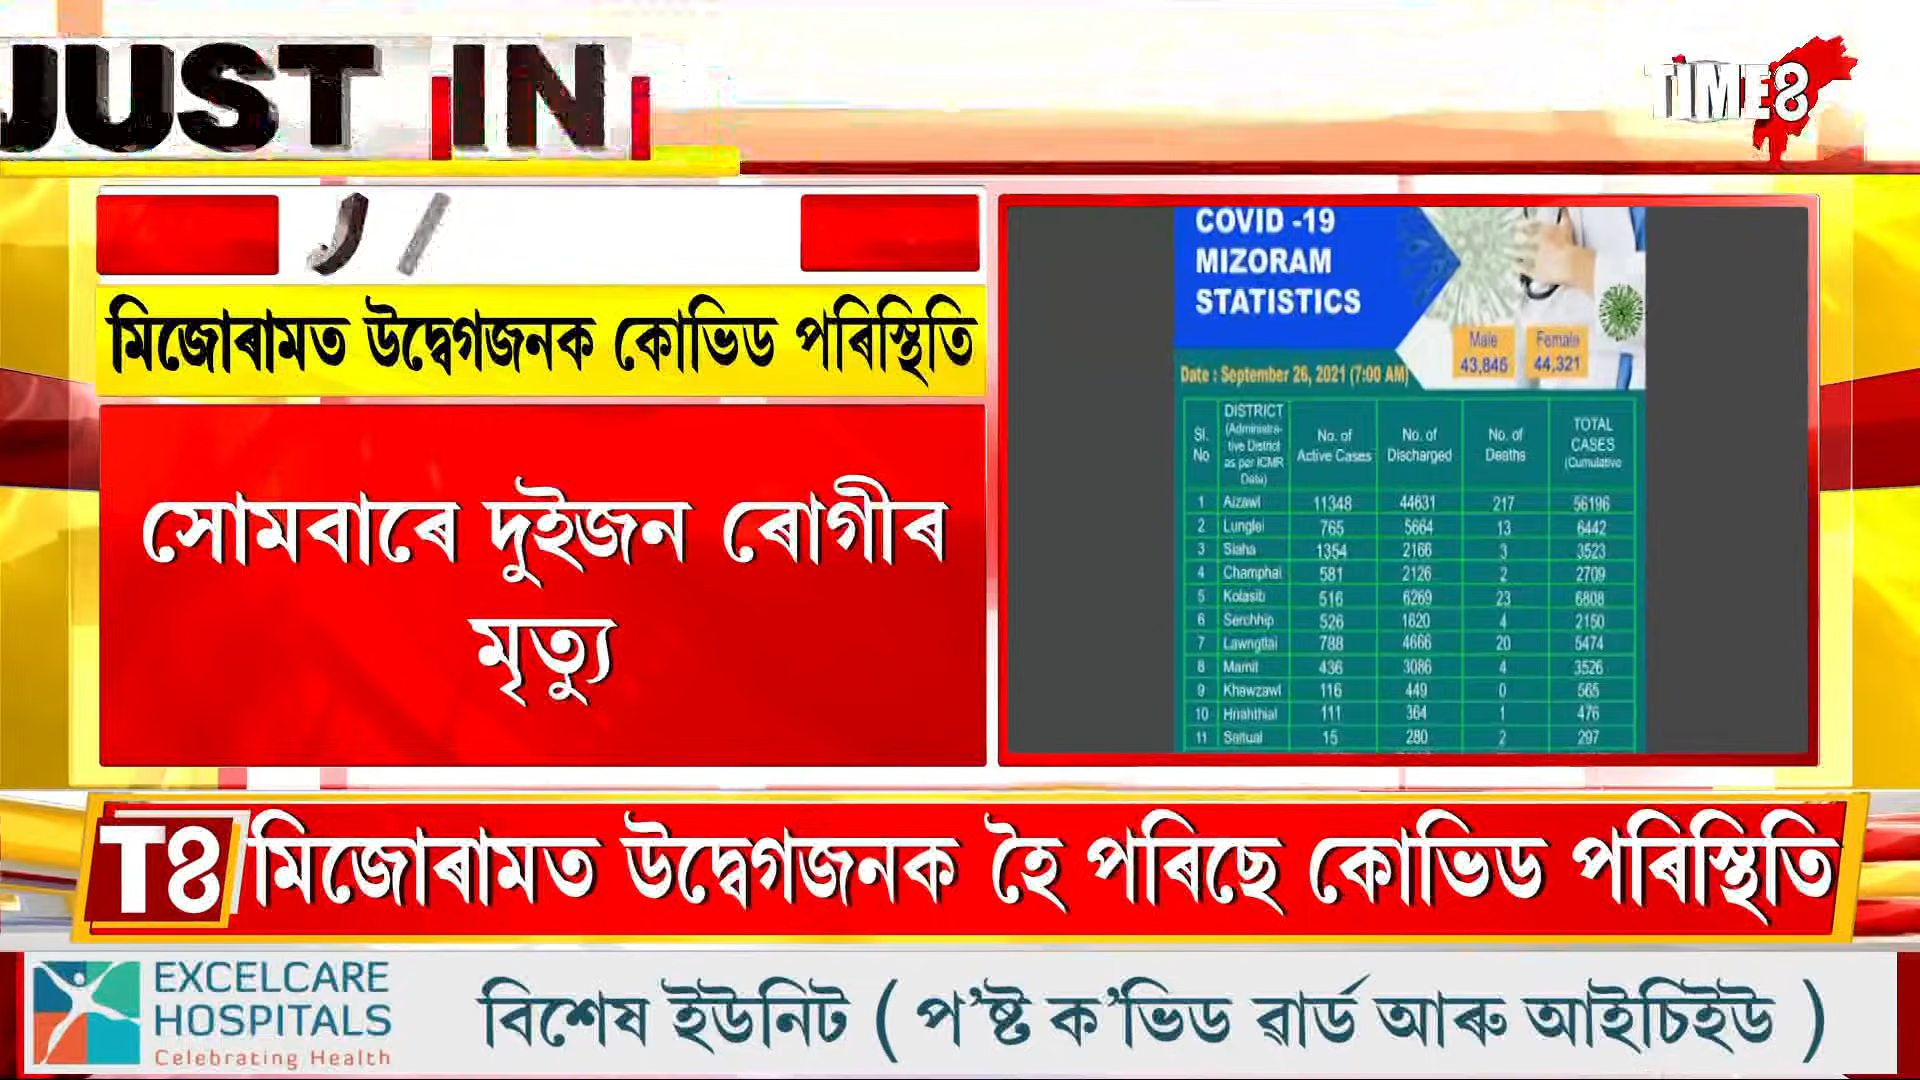 JUST IN
TIME8
মিজোৰামত উদ্বেগজনক কোভিড পৰিস্থিতি
সোমবাৰে দুইজন ৰোগীৰ
মৃত্যু
COVID -19
MIZORAM
STATISTICS
Male
43,846
Female
44,321
Date : September 26, 2021 (7:00 AM)
Sl. No DISTRICT (Administra-tive District as per ICMR Data) No. of Active Cases No. of Discharged No. of Deaths TOTAL CASES (Cumulative
1 Aizawl 11348 44631 217 56196
2 Lunglei 765 5664 13 6442
3 Siaha 1354 2166 3 3523
4 Champhai 581 2126 2 2709
5 Kolasib 516 6269 23 6808
6 Serchhip 526 1620 4 2150
7 Lawngtlai 788 4666 20 5474
8 Mamit 436 3086 4 3526
9 Khawzawl 116 449 0 565
10 Hnahthial 111 364 1 476
11 Saitual 15 280 2 297
T8 মিজোৰামত উদ্বেগজনক হৈ পৰিছে কোভিড পৰিস্থিতি
EXCELCARE
HOSPITALS
Celebrating Health
বিশেষ ইউনিট ( প'ষ্ট ক'ভিড ৱাৰ্ড আৰু আইচিইউ )